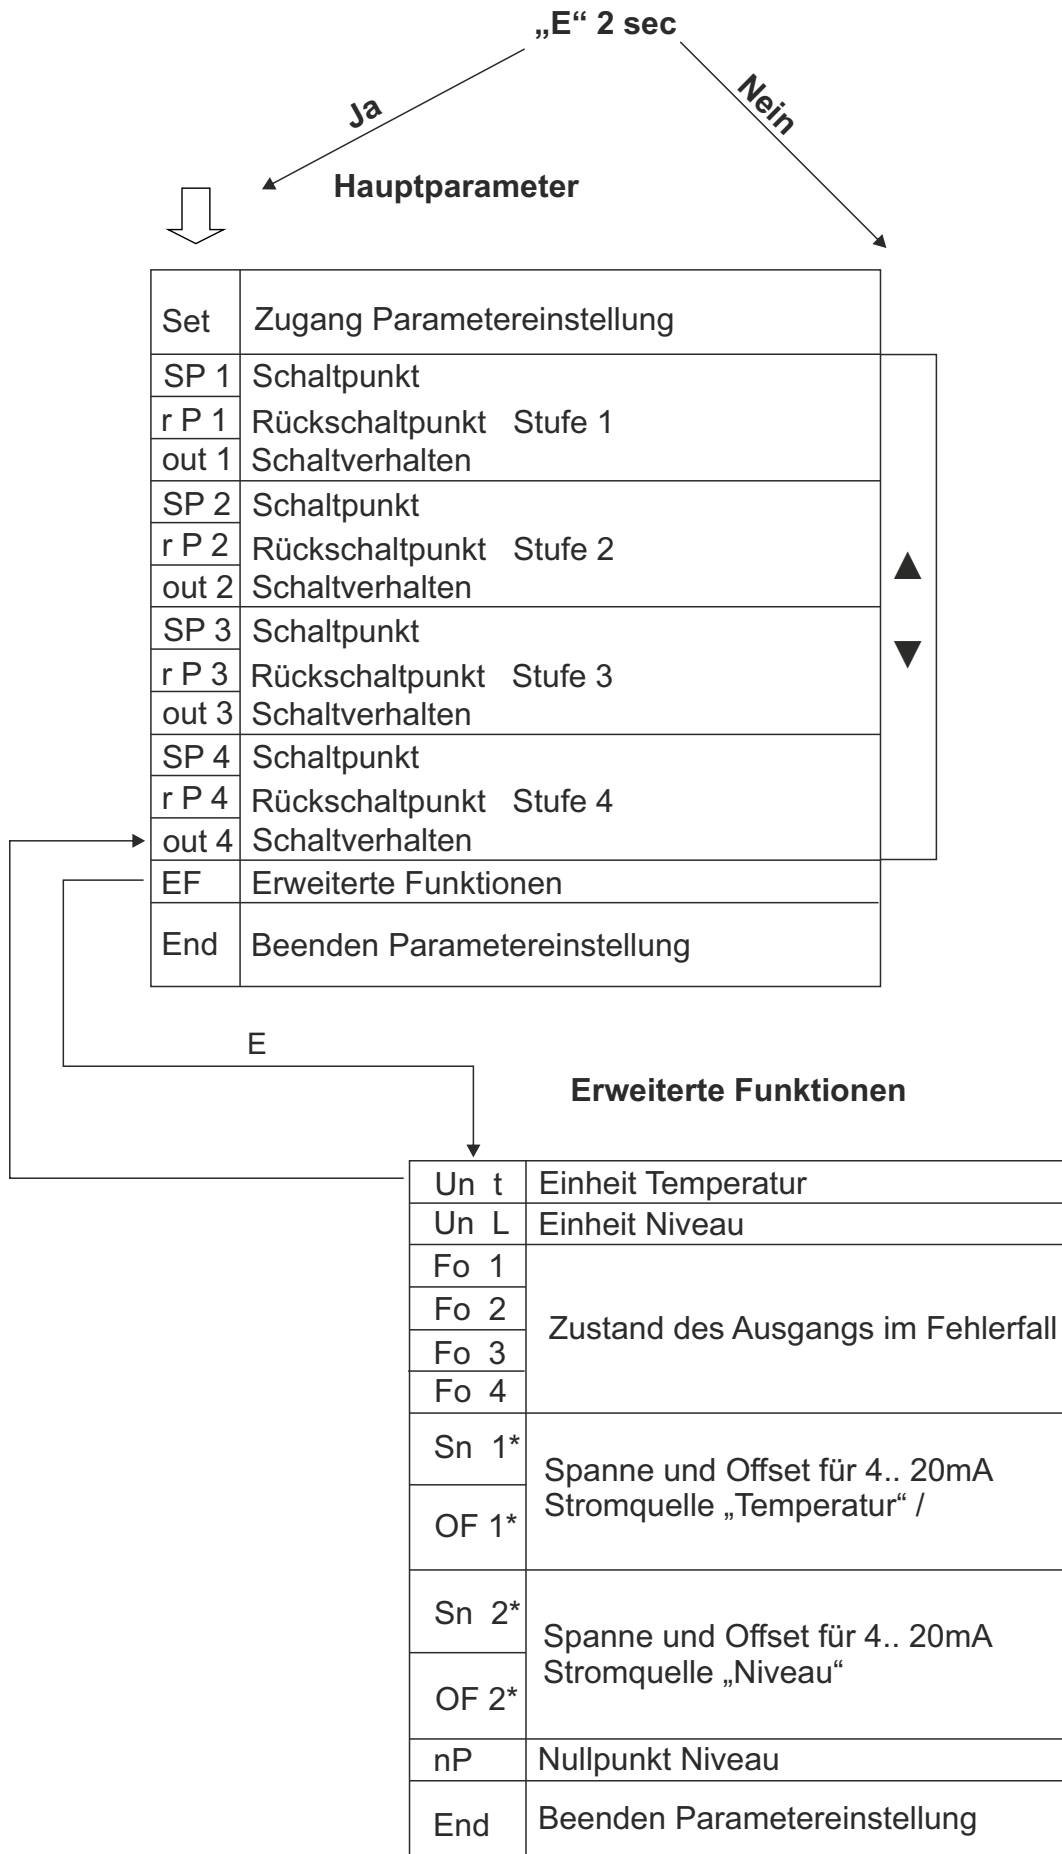 „E“ 2 sec
Ja
Nein
Hauptparameter
Set Zugang Parametereinstellung
SP 1 Schaltpunkt
r P 1 Rückschaltpunkt Stufe 1
out 1 Schaltverhalten
SP 2 Schaltpunkt
r P 2 Rückschaltpunkt Stufe 2
out 2 Schaltverhalten
SP 3 Schaltpunkt
r P 3 Rückschaltpunkt Stufe 3
out 3 Schaltverhalten
SP 4 Schaltpunkt
r P 4 Rückschaltpunkt Stufe 4
out 4 Schaltverhalten
EF Erweiterte Funktionen
End Beenden Parametereinstellung
▲
▼
E
Erweiterte Funktionen
Un t Einheit Temperatur
Un L Einheit Niveau
Fo 1
Fo 2
Fo 3
Fo 4
Zustand des Ausgangs im Fehlerfall
Sn 1*
OF 1*
Spanne und Offset für 4.. 20mA
Stromquelle „Temperatur“ /
Sn 2*
OF 2*
Spanne und Offset für 4.. 20mA
Stromquelle „Niveau“
nP Nullpunkt Niveau
End Beenden Parametereinstellung